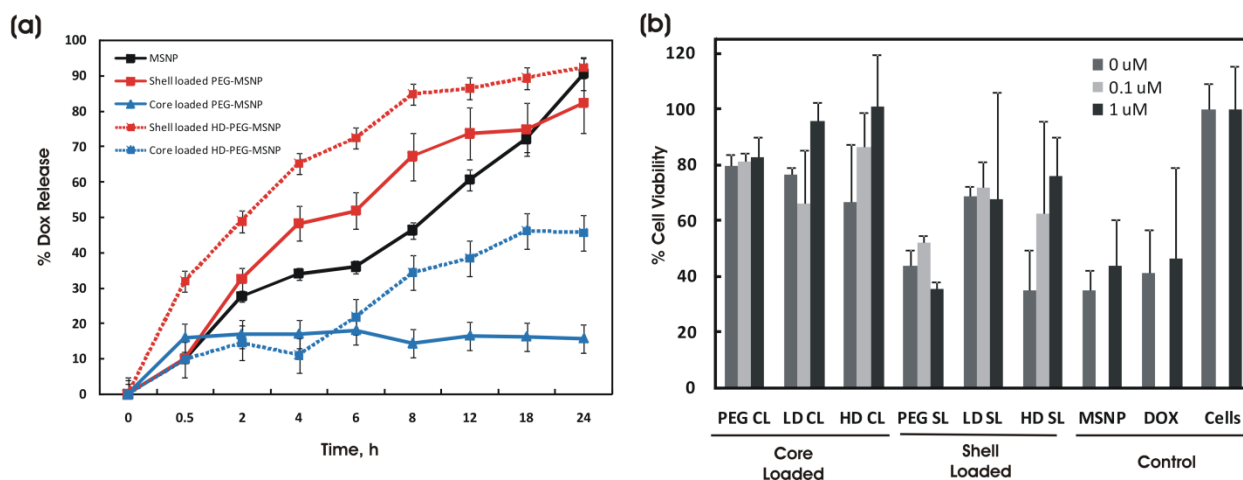 (a)
100
90
80
70
60
50
40
30
20
10
0
% Dox Release
MSNP
Shell loaded PEG-MSNP
Core loaded PEG-MSNP
Shell loaded HD-PEG-MSNP
Core loaded HD-PEG-MSNP
0 0.5 2 4 6 8 12 18 24
Time, h
(b)
120
100
80
60
40
20
0
% Cell Viability
0 uM
0.1 uM
1 uM
PEG CL LD CL HD CL PEG SL LD SL HD SL MSNP DOX Cells
Core Loaded
Shell Loaded
Control